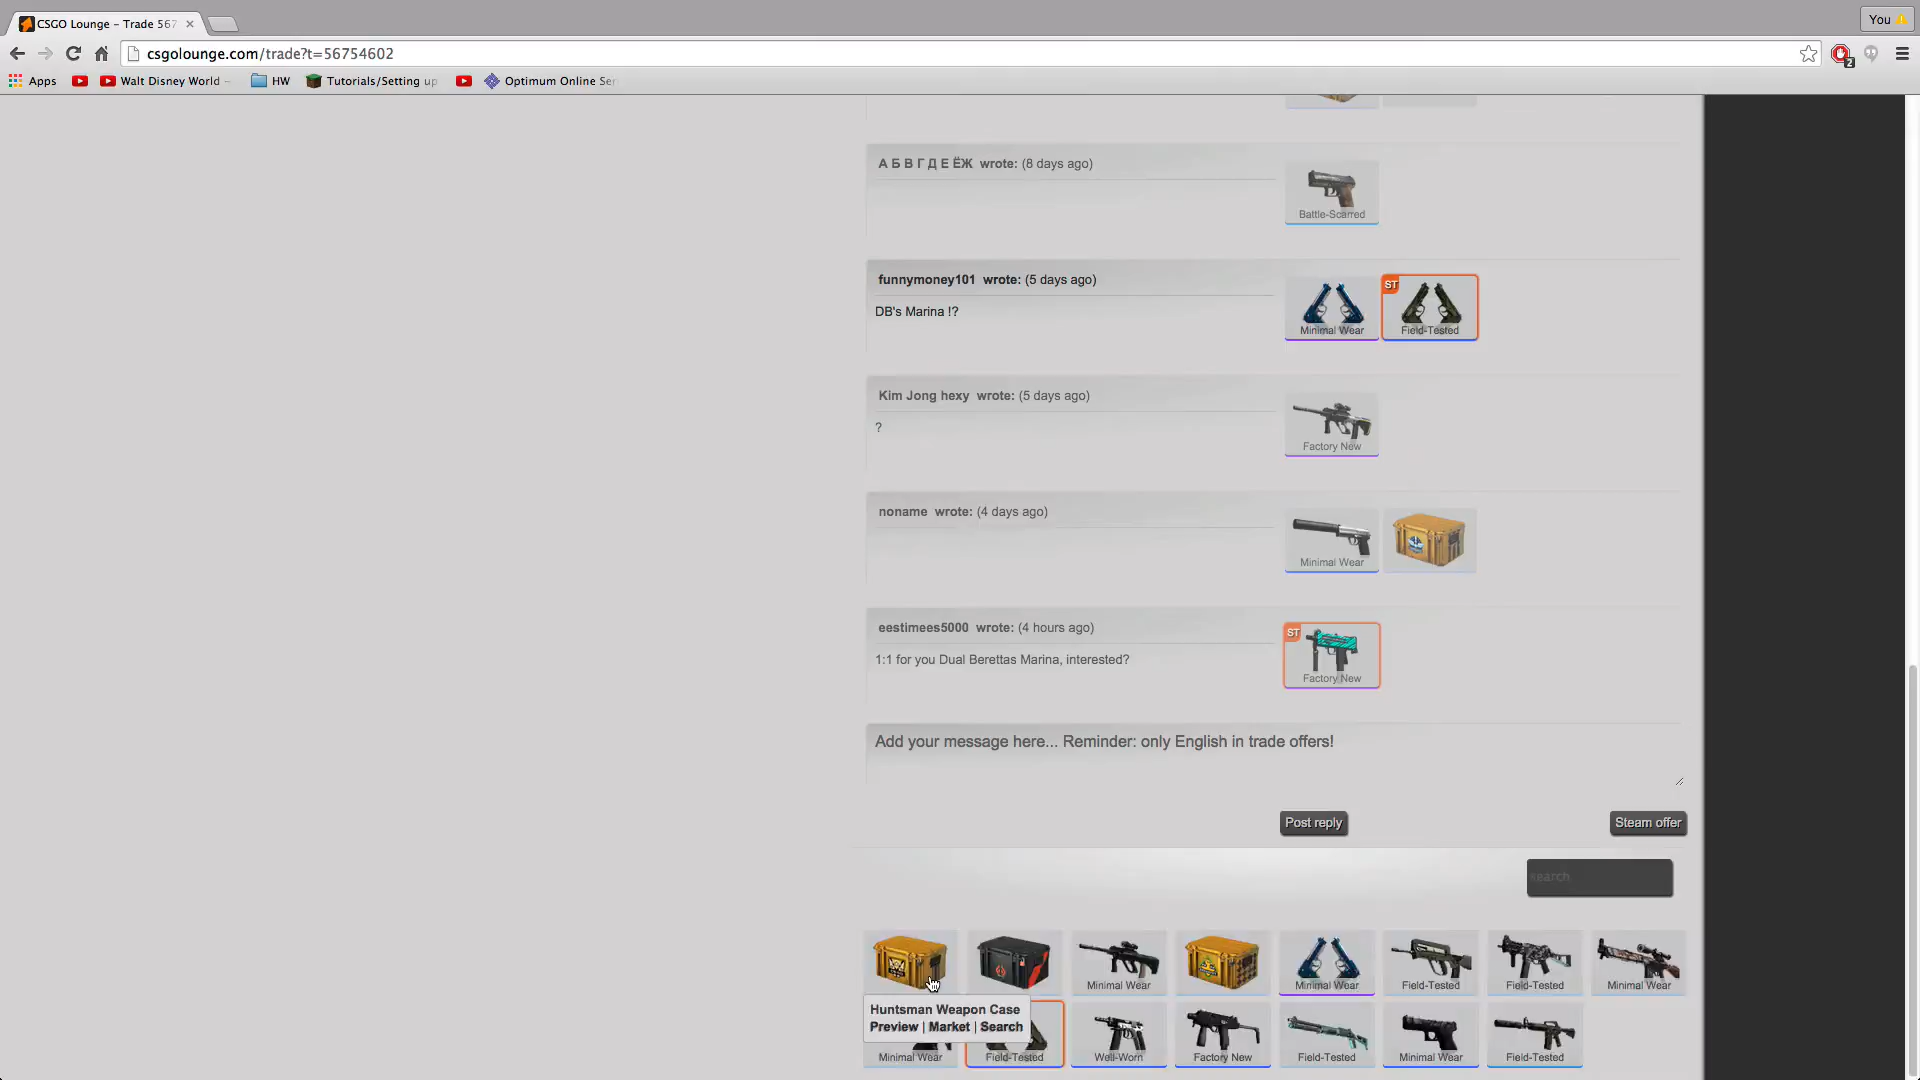 CSGO Lounge – Trade 567
You
csgolounge.com/trade?t=56754602
2
Apps
Walt Disney World –
HW
Tutorials/Setting up
Optimum Online Ser
А Б В Г Д Е ЁЖ wrote: (8 days ago)
Battle-Scarred
funnymoney101 wrote: (5 days ago)
DB's Marina !?
Minimal Wear
ST
Field-Tested
Kim Jong hexy wrote: (5 days ago)
?
Factory New
noname wrote: (4 days ago)
Minimal Wear
eestimees5000 wrote: (4 hours ago)
1:1 for you Dual Berettas Marina, interested?
ST
Factory New
Add your message here... Reminder: only English in trade offers!
Post reply
Steam offer
search
Minimal Wear
Minimal Wear
Field-Tested
Field-Tested
Minimal Wear
Huntsman Weapon Case
Preview | Market | Search
Minimal Wear
Field-Tested
Well-Worn
Factory New
Field-Tested
Minimal Wear
Field-Tested